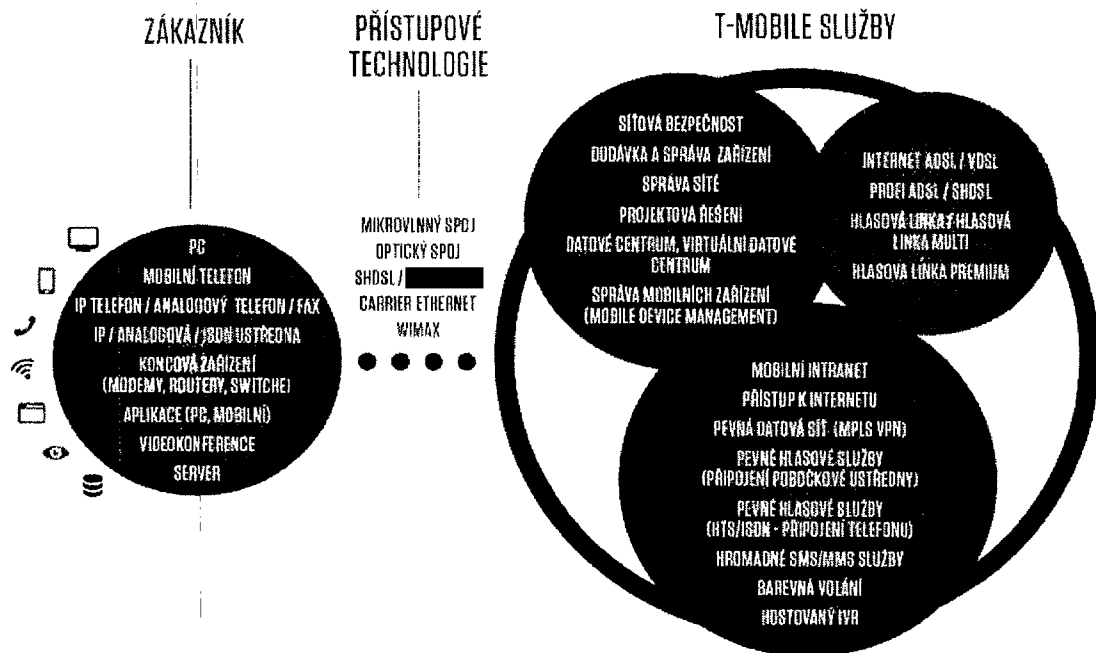 ZÁKAZNÍK
PC
MOBILNÍ TELEFON
IP TELEFON / ANALOGOVÝ TELEFON / FAX
IP / ANALOGOVÁ / ISDN ÚSTŘEDNA
KONCOVÁ ZAŘÍZENÍ
(MODEMY, ROUTERY, SWITCHE)
APLIKACE (PC, MOBILNÍ)
VIDEOKONFERENCE
SERVER
PŘÍSTUPOVÉ
TECHNOLOGIE
MIKROVLNNÝ SPOJ
OPTICKÝ SPOJ
SHDSL /
CARRIER ETHERNET
WIMAX
T-MOBILE SLUŽBY
SÍŤOVÁ BEZPEČNOST
DODÁVKA A SPRÁVA ZAŘÍZENÍ
SPRÁVA SÍTĚ
PROJEKTOVÁ ŘEŠENÍ
DATOVÉ CENTRUM, VIRTUÁLNÍ DATOVÉ
CENTRUM
SPRÁVA MOBILNÍCH ZAŘÍZENÍ
(MOBILE DEVICE MANAGEMENT)
INTERNET ADSL / VDSL
PROFI ADSL / SHDSL
HLASOVÁ LINKA / HLASOVÁ
LINKA MULTI
HLASOVÁ LINKA PREMIUM
MOBILNÍ INTRANET
PŘÍSTUP K INTERNETU
PEVNÁ DATOVÁ SÍŤ (MPLS VPN)
PEVNÉ HLASOVÉ SLUŽBY
(PŘIPOJENÍ POBOČKOVÉ ÚSTŘEDNY)
PEVNÉ HLASOVÉ SLUŽBY
(HTS/ISDN - PŘIPOJENÍ TELEFONU)
HROMADNÉ SMS/MMS SLUŽBY
BAREVNÁ VOLÁNÍ
HOSTOVANÝ IVR